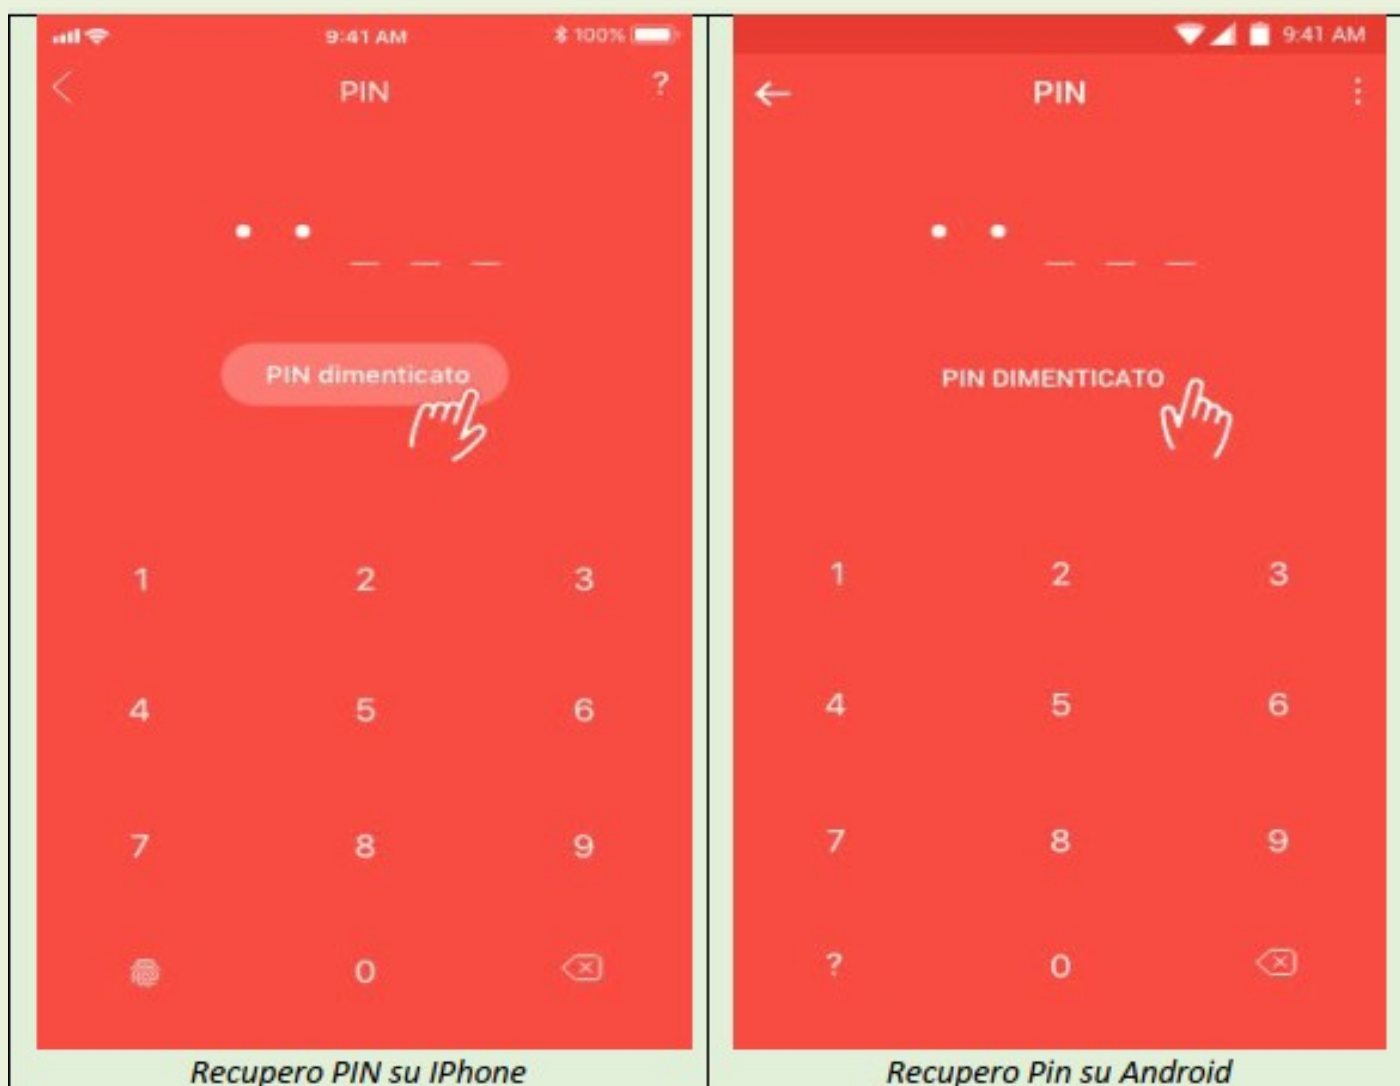 9:41 AM
100%
PIN
?
PIN dimenticato
1 2 3
4 5 6
7 8 9
0
Recupero PIN su IPhone
9:41 AM
PIN
PIN DIMENTICATO
1 2 3
4 5 6
7 8 9
? 0
Recupero Pin su Android